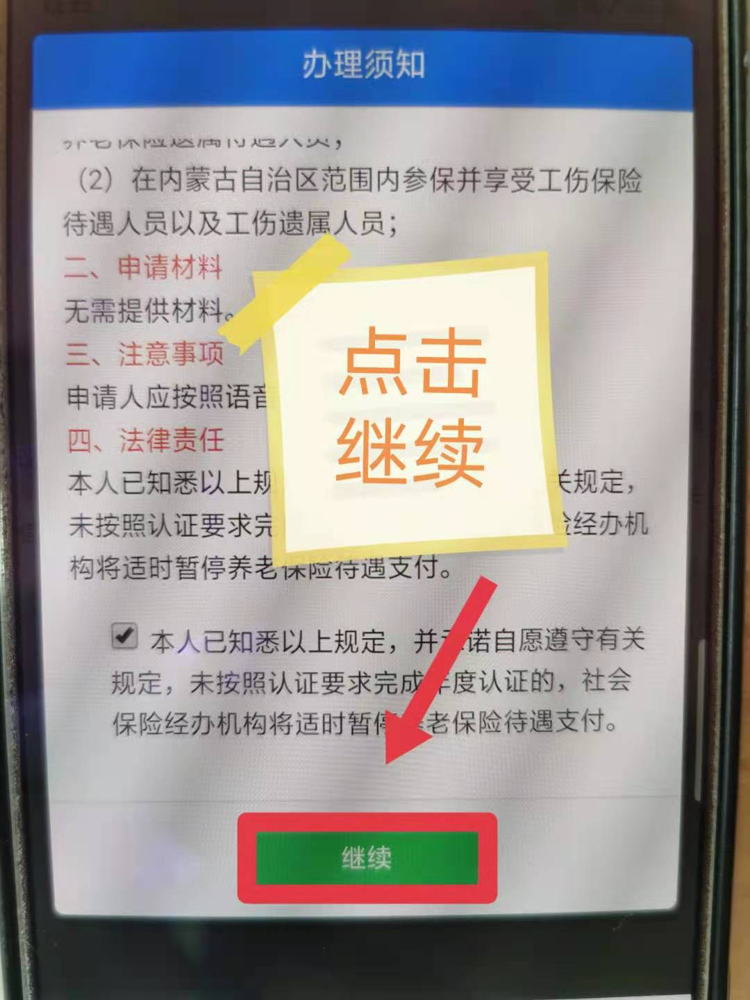 办理须知
养老保险遗属待遇人员；
（2）在内蒙古自治区范围内参保并享受工伤保险
待遇人员以及工伤遗属人员；
二、申请材料
无需提供材料。
三、注意事项
申请人应按照语音
四、法律责任
本人已知悉以上规 关规定，
未按照认证要求完 险经办机
构将适时暂停养老保险待遇支付。
点击
继续
本人已知悉以上规定，并承诺自愿遵守有关
规定，未按照认证要求完成年度认证的，社会
保险经办机构将适时暂停养老保险待遇支付。
继续